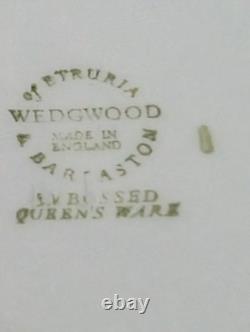 of ETRURIA
WEDGWOOD
MADE IN
ENGLAND
& BARLASTON
EMBOSSED
QUEEN'S WARE